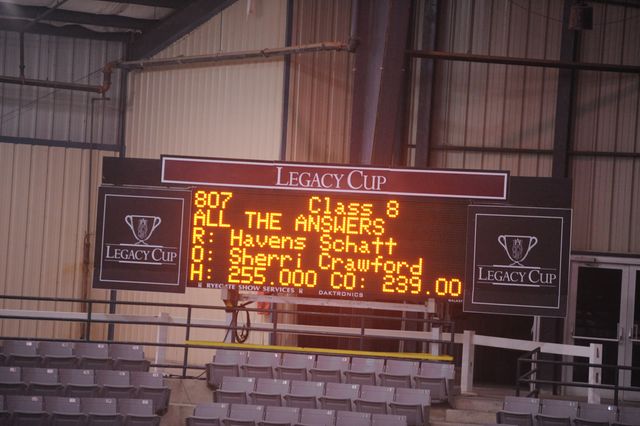 LEGACY CUP
807 Class 8
ALL THE ANSWERS
R: Havens Schatt
O: Sherri Crawford
H: 255.000 CO: 239.00
LEGACY CUP
LEGACY CUP
RYEGATE SHOW SERVICES
DAKTRONICS